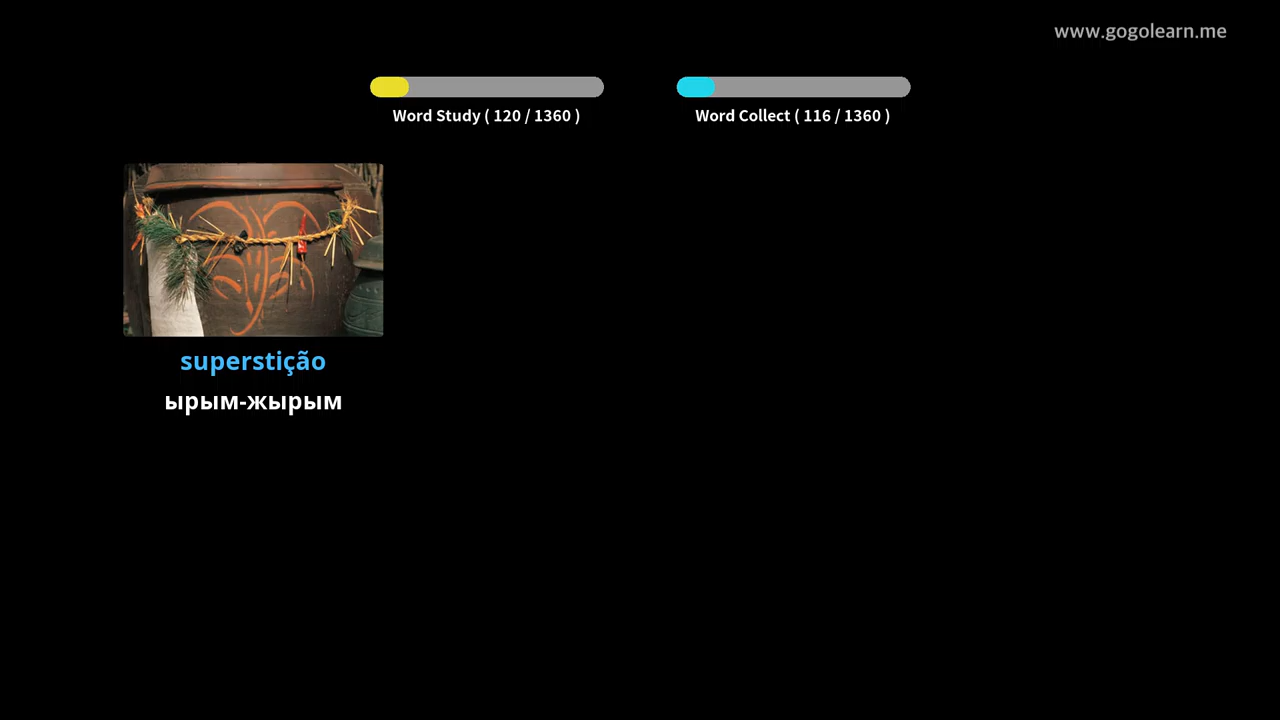 www.gogolearn.me
Word Study ( 120 / 1360 )
Word Collect ( 116 / 1360 )
superstição
ырым-жырым